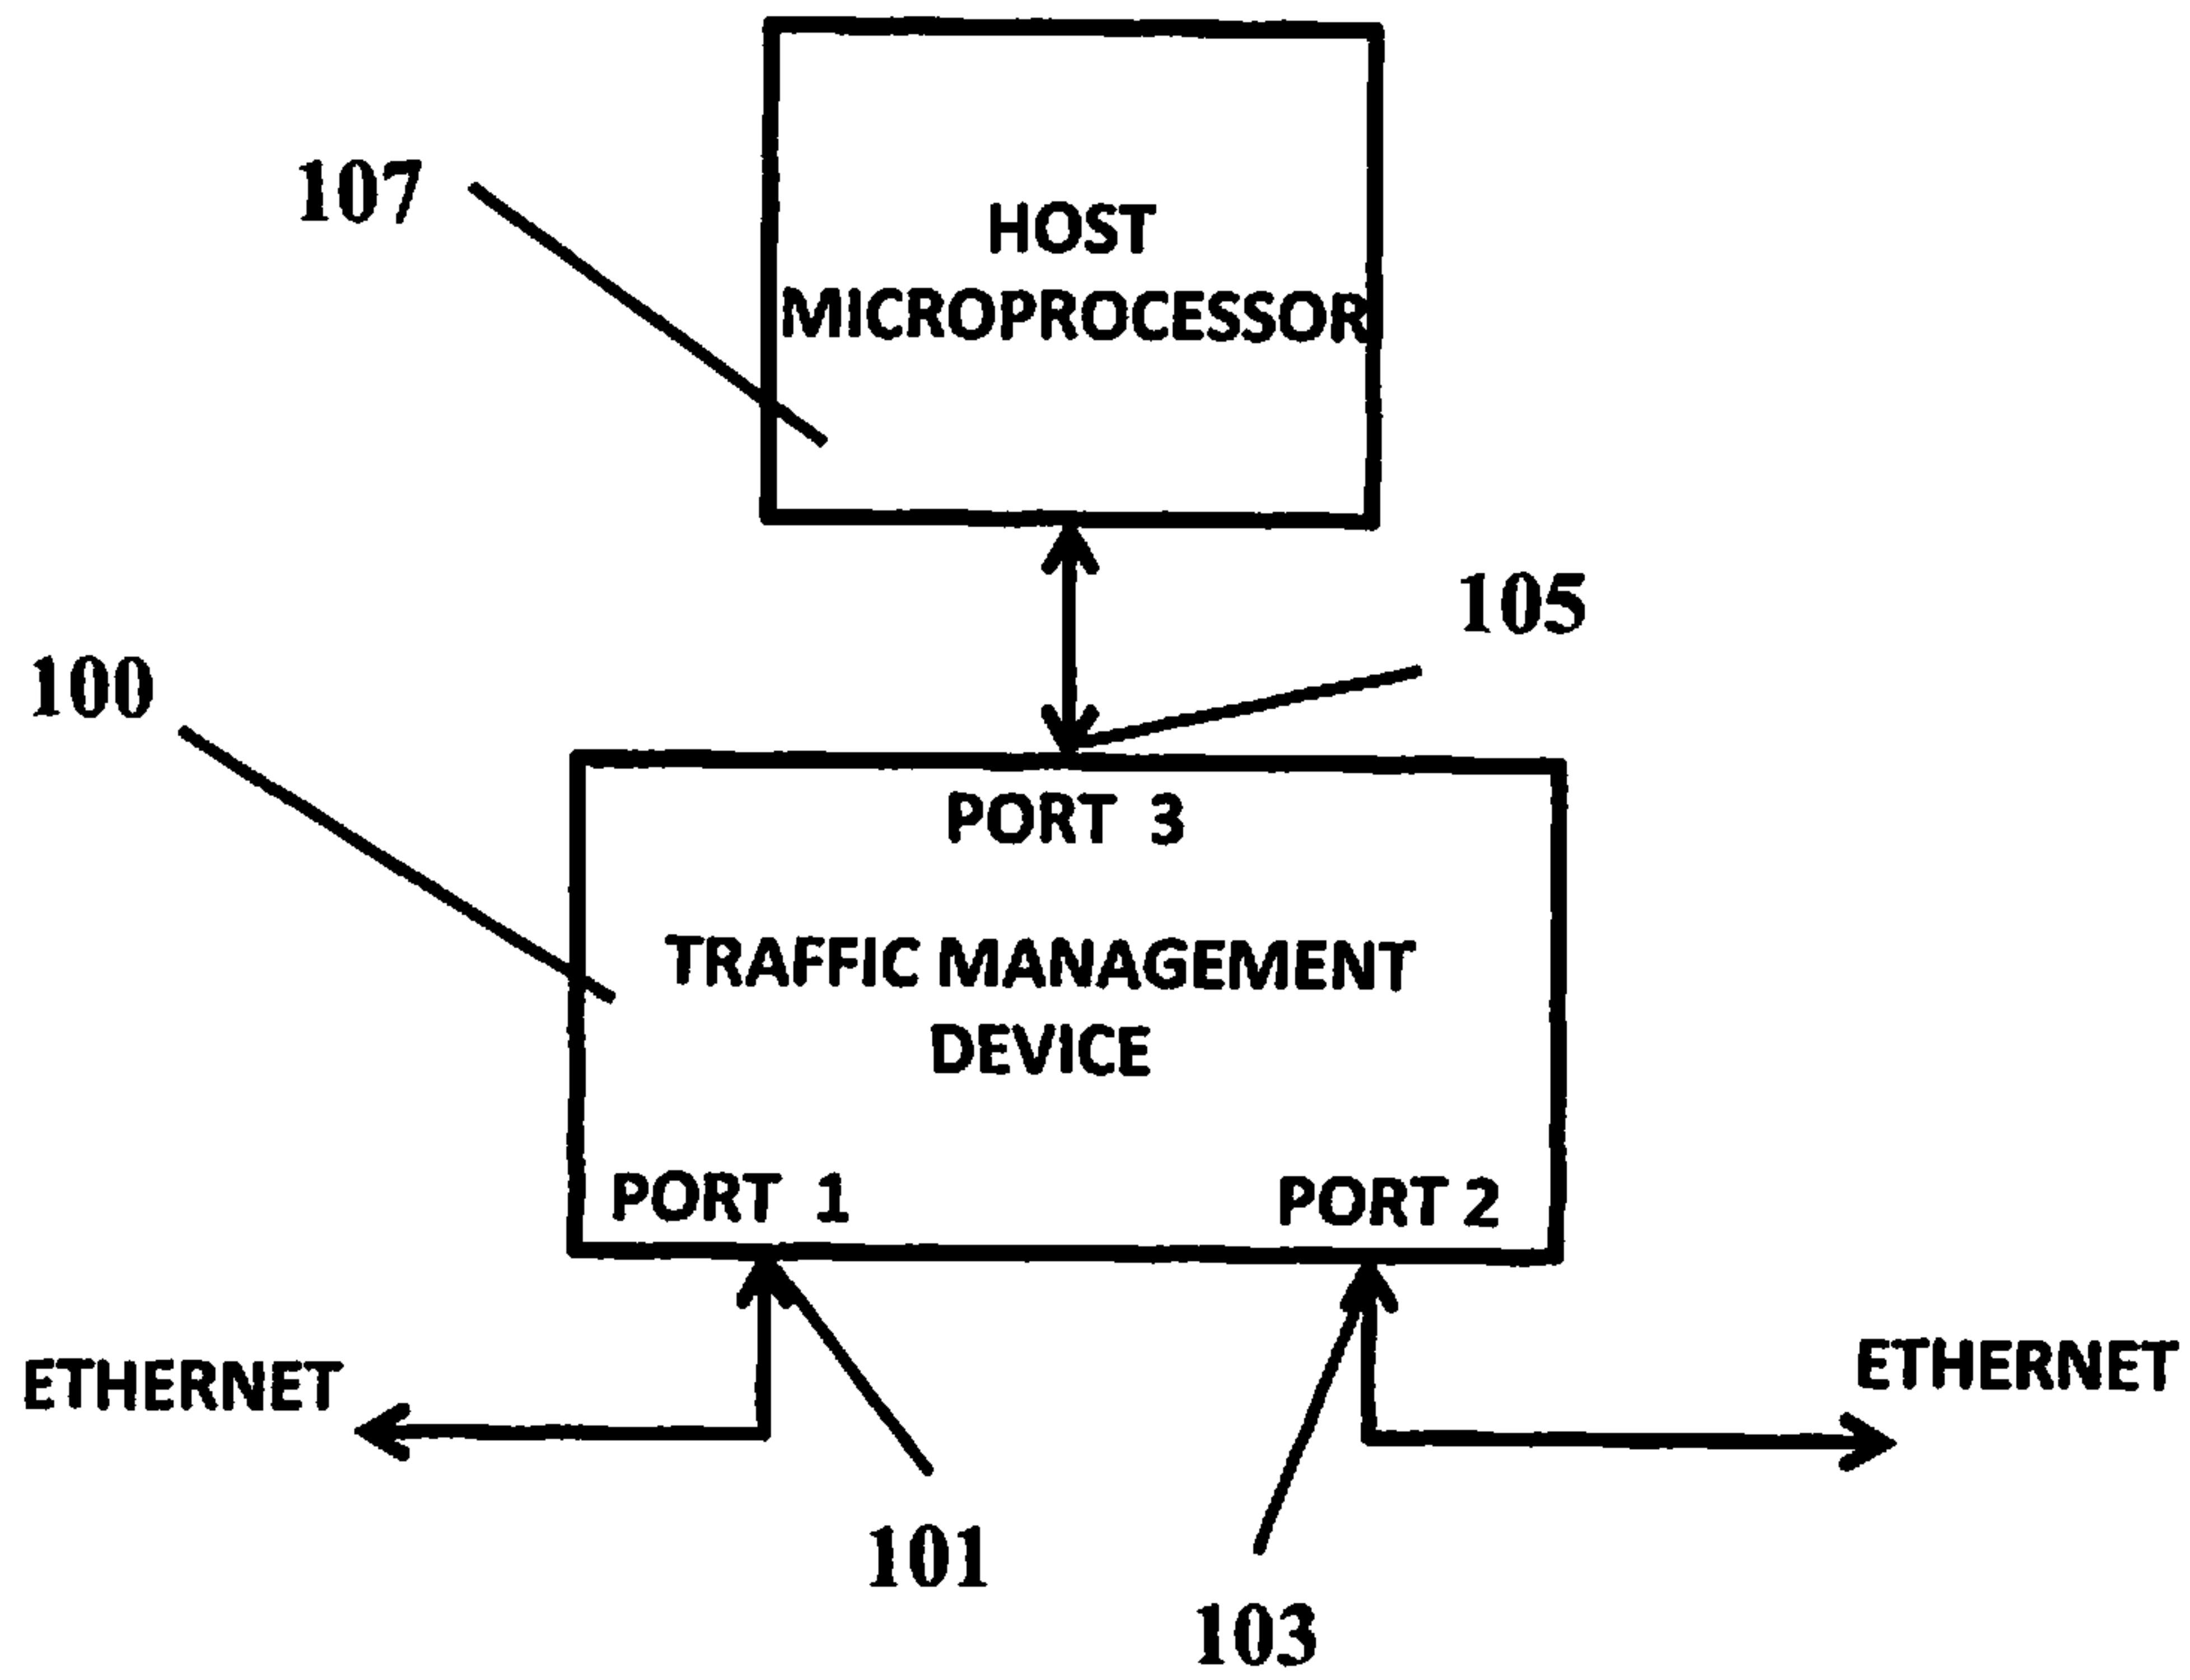 107
HOST
MICROPROCESSOR
105
100
PORT 3
TRAFFIC MANAGEMENT
DEVICE
PORT 1
PORT 2
ETHERNET
ETHERNET
101
103